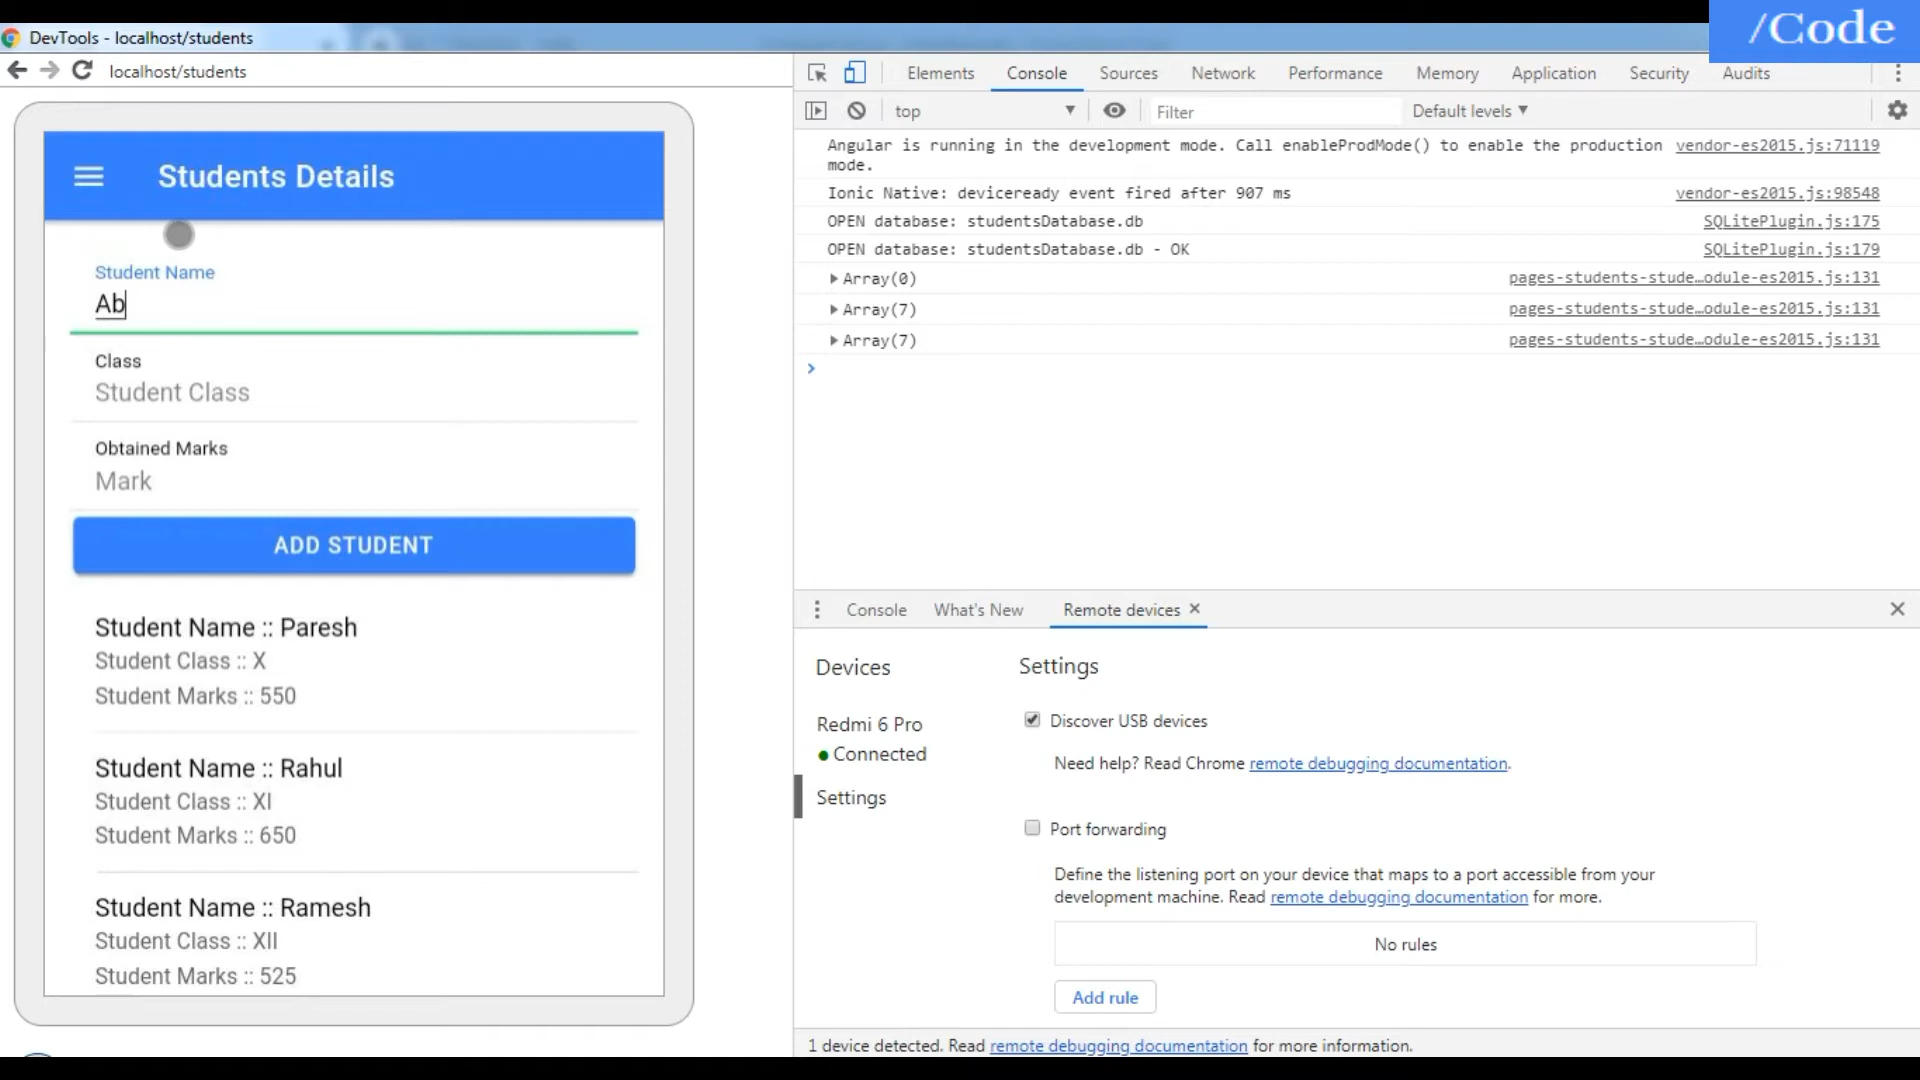 /Code
DevTools - localhost/students
localhost/students
Elements Console Sources Network Performance Memory Application Security Audits
top Filter Default levels
Students Details
Student Name
Ab
Class
Student Class
Obtained Marks
Mark
ADD STUDENT
Student Name :: Paresh
Student Class :: X
Student Marks :: 550
Student Name :: Rahul
Student Class :: XI
Student Marks :: 650
Student Name :: Ramesh
Student Class :: XII
Student Marks :: 525
Angular is running in the development mode. Call enableProdMode() to enable the production vendor-es2015.js:71119
mode.
Ionic Native: deviceready event fired after 907 ms vendor-es2015.js:98548
OPEN database: studentsDatabase.db SQLitePlugin.js:175
OPEN database: studentsDatabase.db - OK SQLitePlugin.js:179
Array(0) pages-students-stude…odule-es2015.js:131
Array(7) pages-students-stude…odule-es2015.js:131
Array(7) pages-students-stude…odule-es2015.js:131
Console What's New Remote devices
Devices
Redmi 6 Pro
Connected
Settings
Settings
Discover USB devices
Need help? Read Chrome remote debugging documentation.
Port forwarding
Define the listening port on your device that maps to a port accessible from your
development machine. Read remote debugging documentation for more.
No rules
Add rule
1 device detected. Read remote debugging documentation for more information.